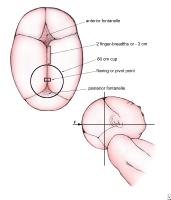 anterior fontanelle
2 finger-breadths or - 3 cm
60 cm cup
flexing or pivot point
posterior fontanelle